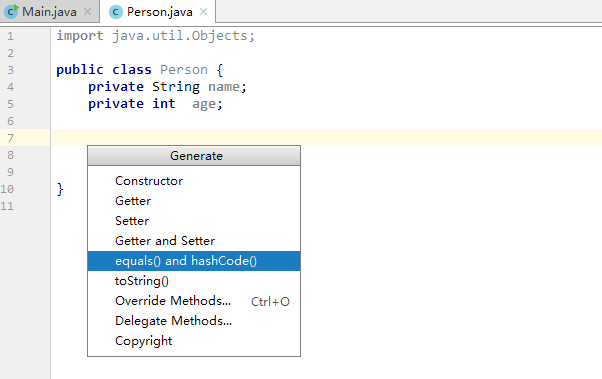 Main.java
Person.java
1 import java.util.Objects;
2
3 public class Person {
4 private String name;
5 private int  age;
6
7
8
9
10 }
11
Generate
Constructor
Getter
Setter
Getter and Setter
equals() and hashCode()
toString()
Override Methods... Ctrl+O
Delegate Methods...
Copyright